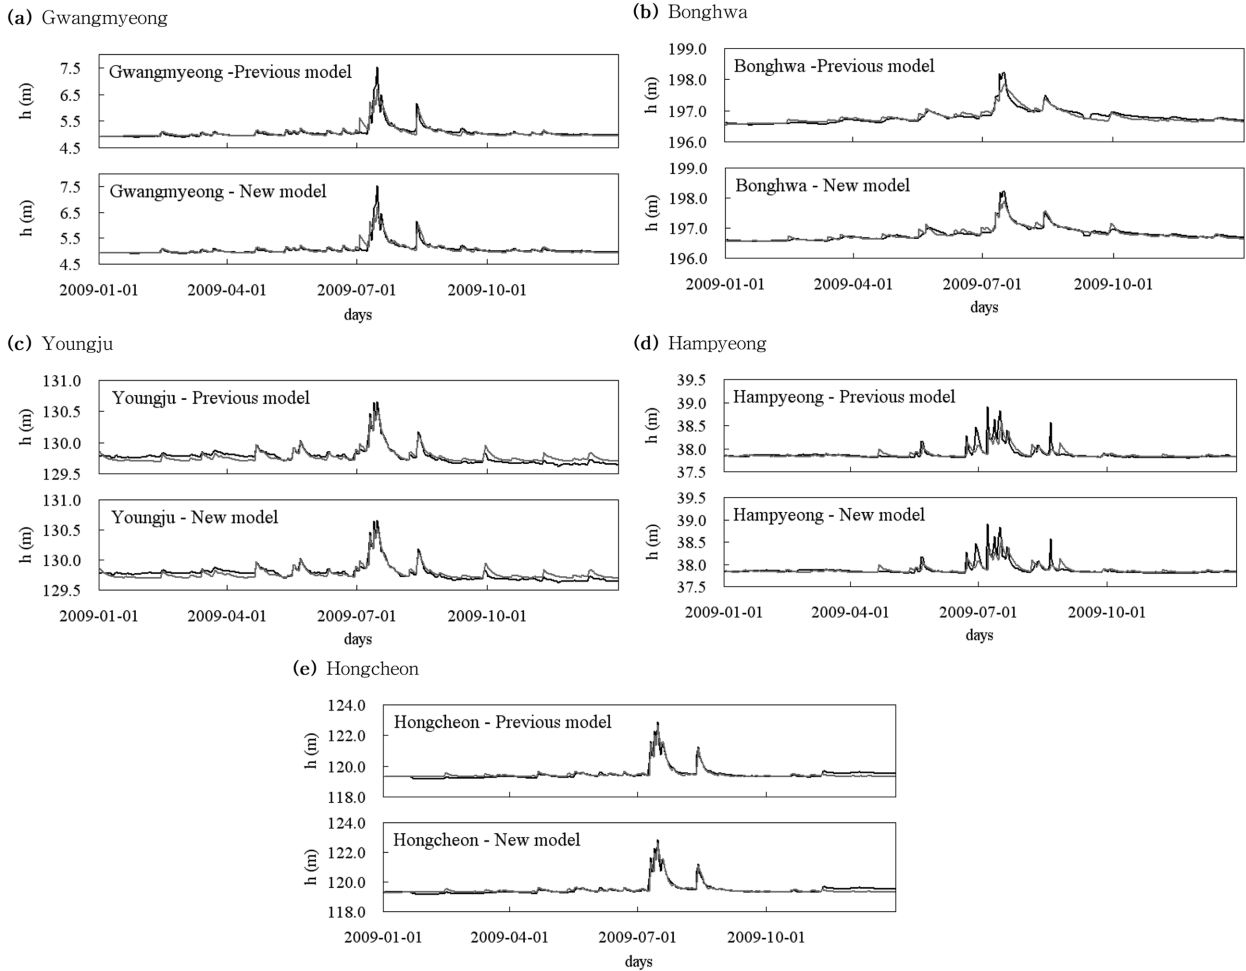 (a) Gwangmyeong
h (m)
7.5
6.5
5.5
4.5
Gwangmyeong -Previous model
h (m)
7.5
6.5
5.5
4.5
Gwangmyeong - New model
2009-01-01 2009-04-01 2009-07-01 2009-10-01
days
(b) Bonghwa
h (m)
199.0
198.0
197.0
196.0
Bonghwa -Previous model
h (m)
199.0
198.0
197.0
196.0
Bonghwa - New model
2009-01-01 2009-04-01 2009-07-01 2009-10-01
days
(c) Youngju
h (m)
131.0
130.5
130.0
129.5
Youngju - Previous model
h (m)
131.0
130.5
130.0
129.5
Youngju - New model
2009-01-01 2009-04-01 2009-07-01 2009-10-01
days
(d) Hampyeong
h (m)
39.5
39.0
38.5
38.0
37.5
Hampyeong - Previous model
h (m)
39.5
39.0
38.5
38.0
37.5
Hampyeong - New model
2009-01-01 2009-04-01 2009-07-01 2009-10-01
days
(e) Hongcheon
h (m)
124.0
122.0
120.0
118.0
Hongcheon - Previous model
h (m)
124.0
122.0
120.0
118.0
Hongcheon - New model
2009-01-01 2009-04-01 2009-07-01 2009-10-01
days